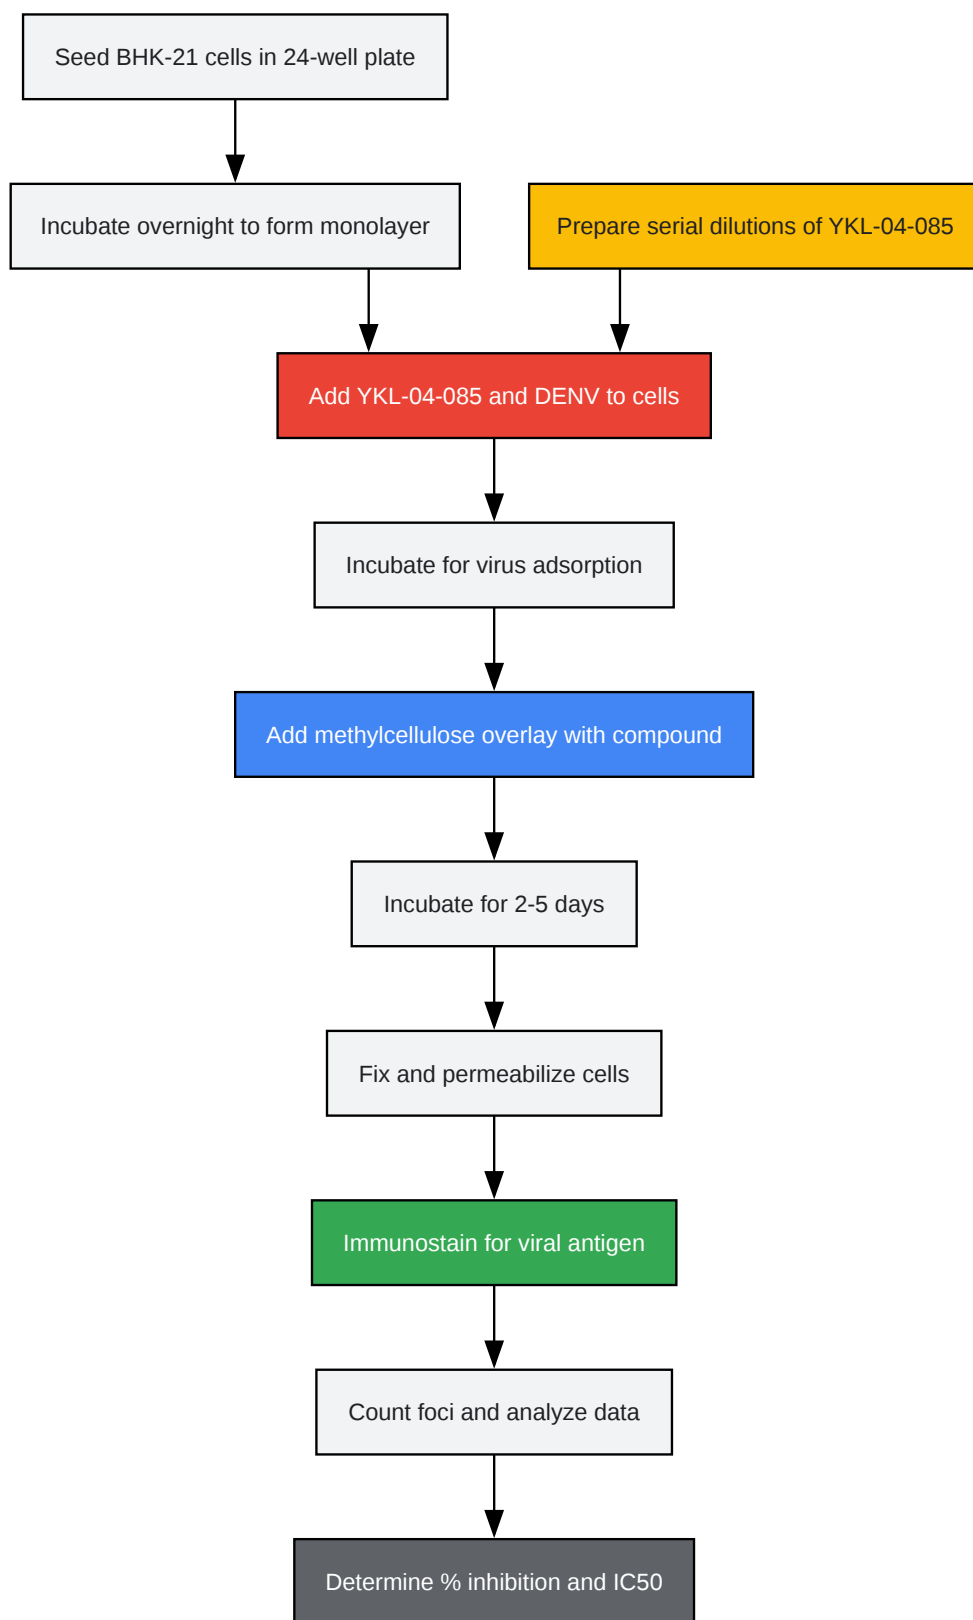 Seed BHK-21 cells in 24-well plate
Incubate overnight to form monolayer
Prepare serial dilutions of YKL-04-085
Add YKL-04-085 and DENV to cells
Incubate for virus adsorption
Add methylcellulose overlay with compound
Incubate for 2-5 days
Fix and permeabilize cells
Immunostain for viral antigen
Count foci and analyze data
Determine % inhibition and IC50